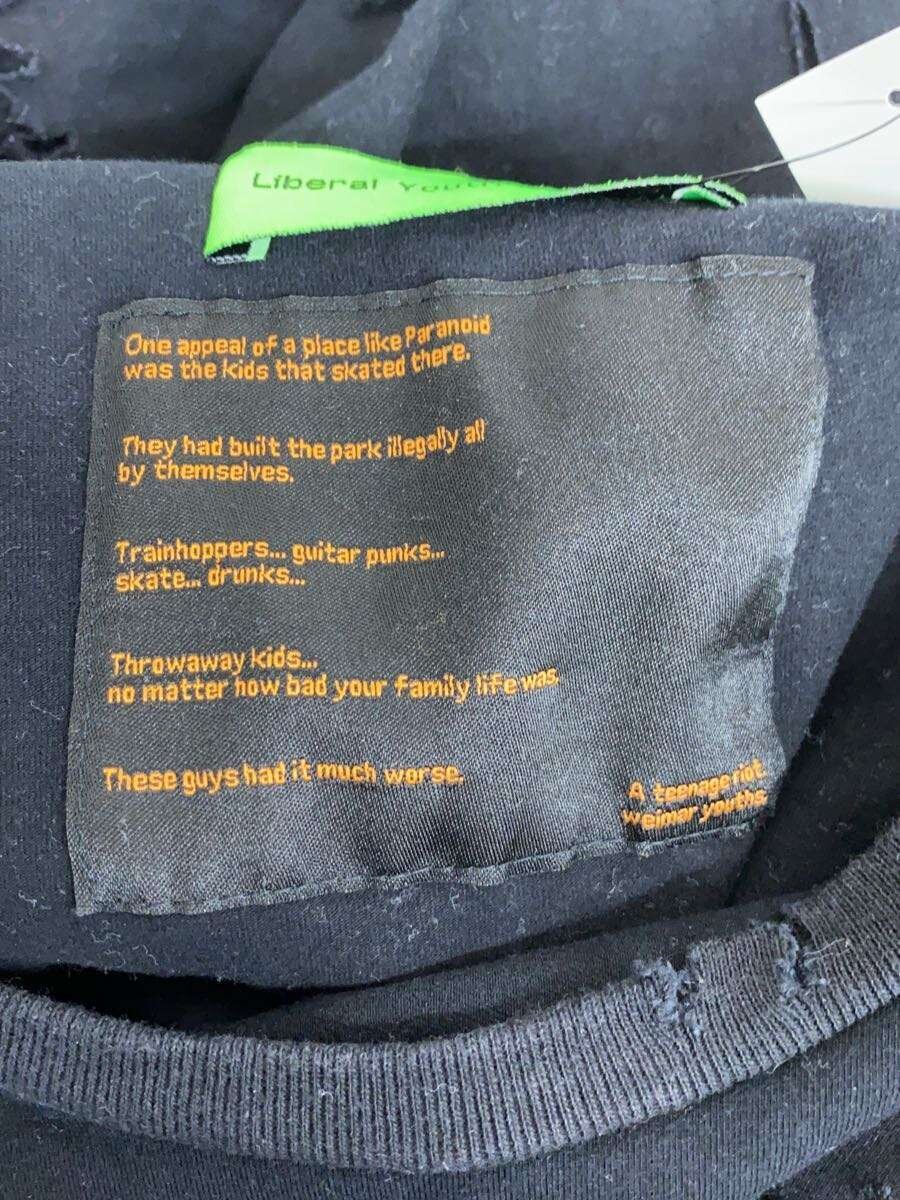 Liberal
One appeal of a place like Paranoid
was the kids that skated there.
They had built the park illegally all
by themselves.
Trainhoppers... guitar punks...
skate... drunks...
Throwaway kids...
no matter how bad your family life was.
These guys had it much worse.
A teenage riot
weimar youths.